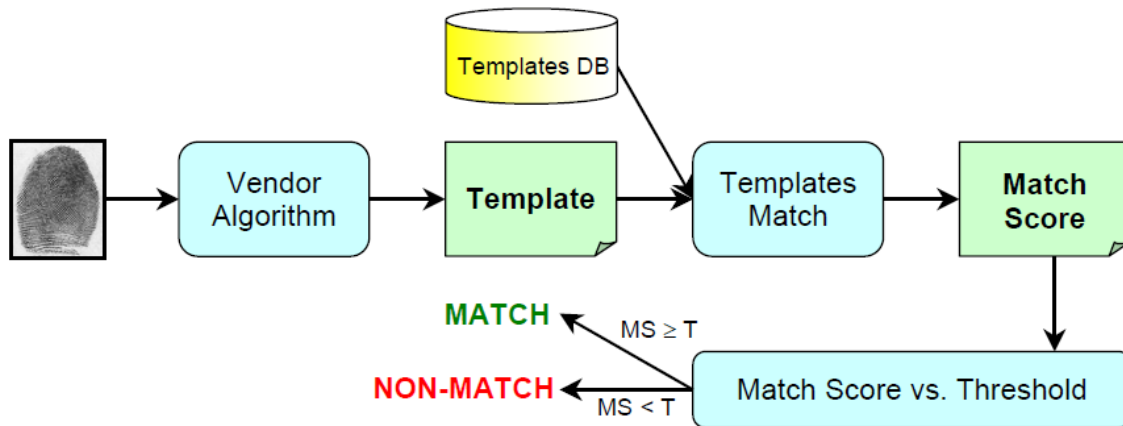 Templates DB
Vendor
Algorithm
Template
Templates
Match
Match
Score
MATCH
MS ≥ T
NON-MATCH
MS < T
Match Score vs. Threshold